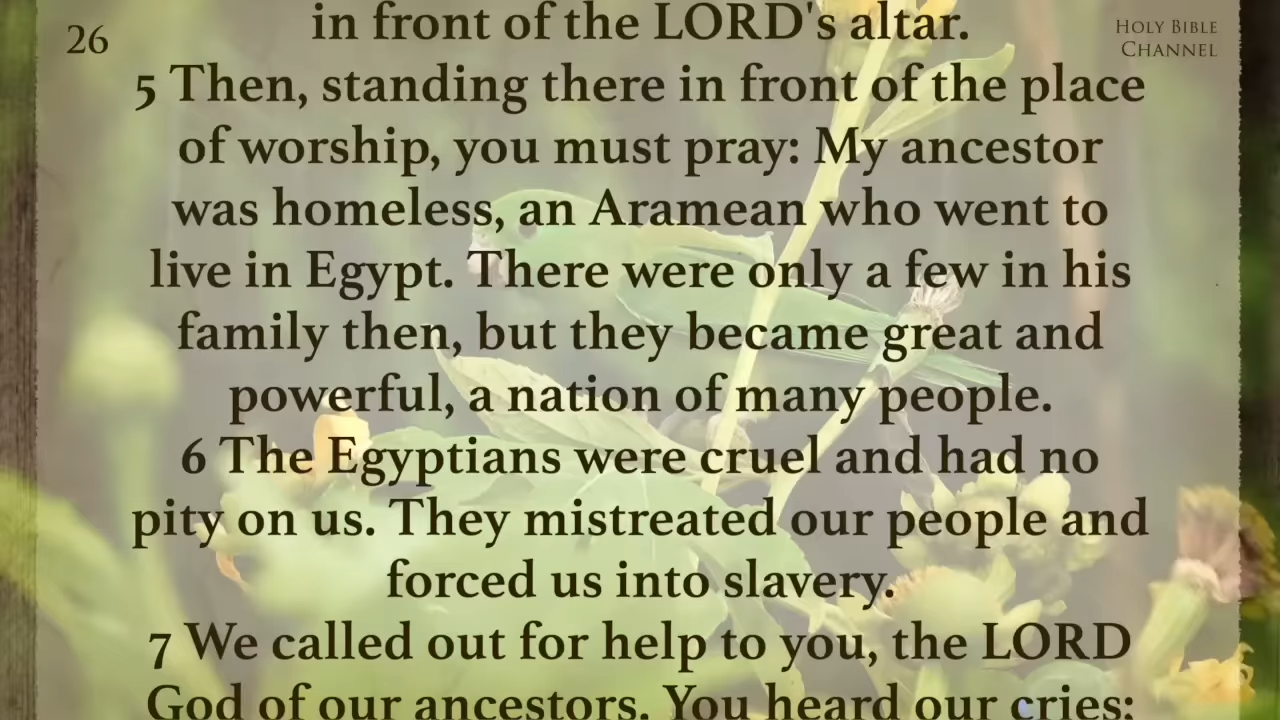 26
HOLY BIBLE
CHANNEL
in front of the LORD's altar.
5 Then, standing there in front of the place
of worship, you must pray: My ancestor
was homeless, an Aramean who went to
live in Egypt. There were only a few in his
family then, but they became great and
powerful, a nation of many people.
6 The Egyptians were cruel and had no
pity on us. They mistreated our people and
forced us into slavery.
7 We called out for help to you, the LORD
God of our ancestors. You heard our cries;